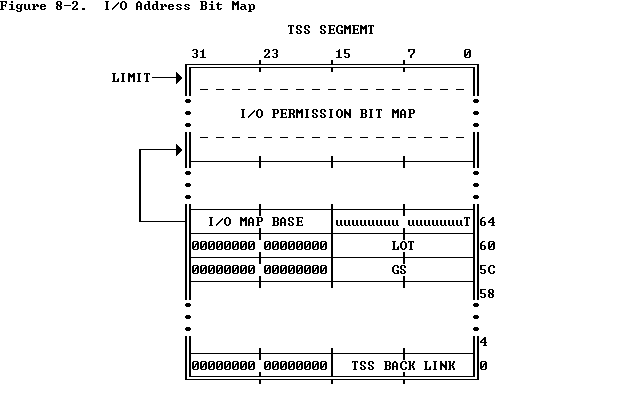 Figure 8-2.  I/O Address Bit Map
TSS SEGMEMT
31 23 15 7 0
LIMIT
I/O PERMISSION BIT MAP
I/O MAP BASE uuuuuuuu uuuuuuuT 64
00000000 00000000 LOT 60
00000000 00000000 GS 5C
58
4
00000000 00000000 TSS BACK LINK 0